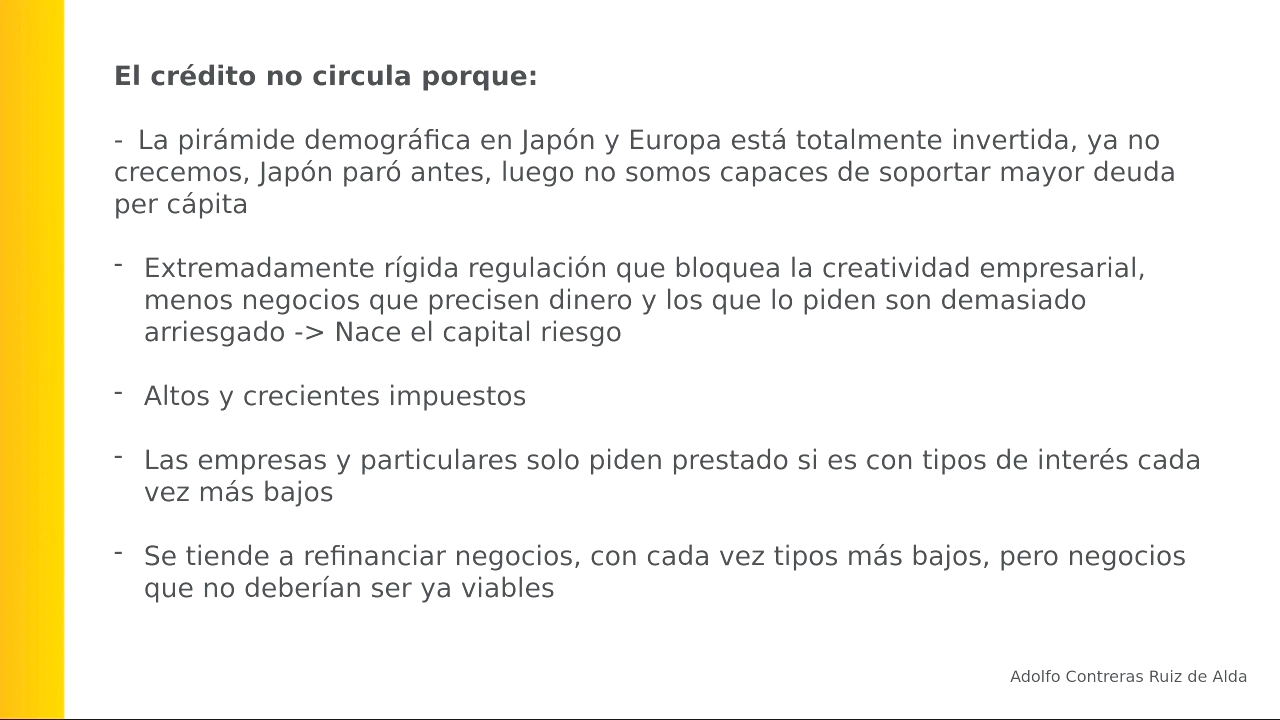 El crédito no circula porque:
- La pirámide demográfica en Japón y Europa está totalmente invertida, ya no
crecemos, Japón paró antes, luego no somos capaces de soportar mayor deuda
per cápita
- Extremadamente rígida regulación que bloquea la creatividad empresarial,
menos negocios que precisen dinero y los que lo piden son demasiado
arriesgado -> Nace el capital riesgo
- Altos y crecientes impuestos
- Las empresas y particulares solo piden prestado si es con tipos de interés cada
vez más bajos
- Se tiende a refinanciar negocios, con cada vez tipos más bajos, pero negocios
que no deberían ser ya viables
Adolfo Contreras Ruiz de Alda